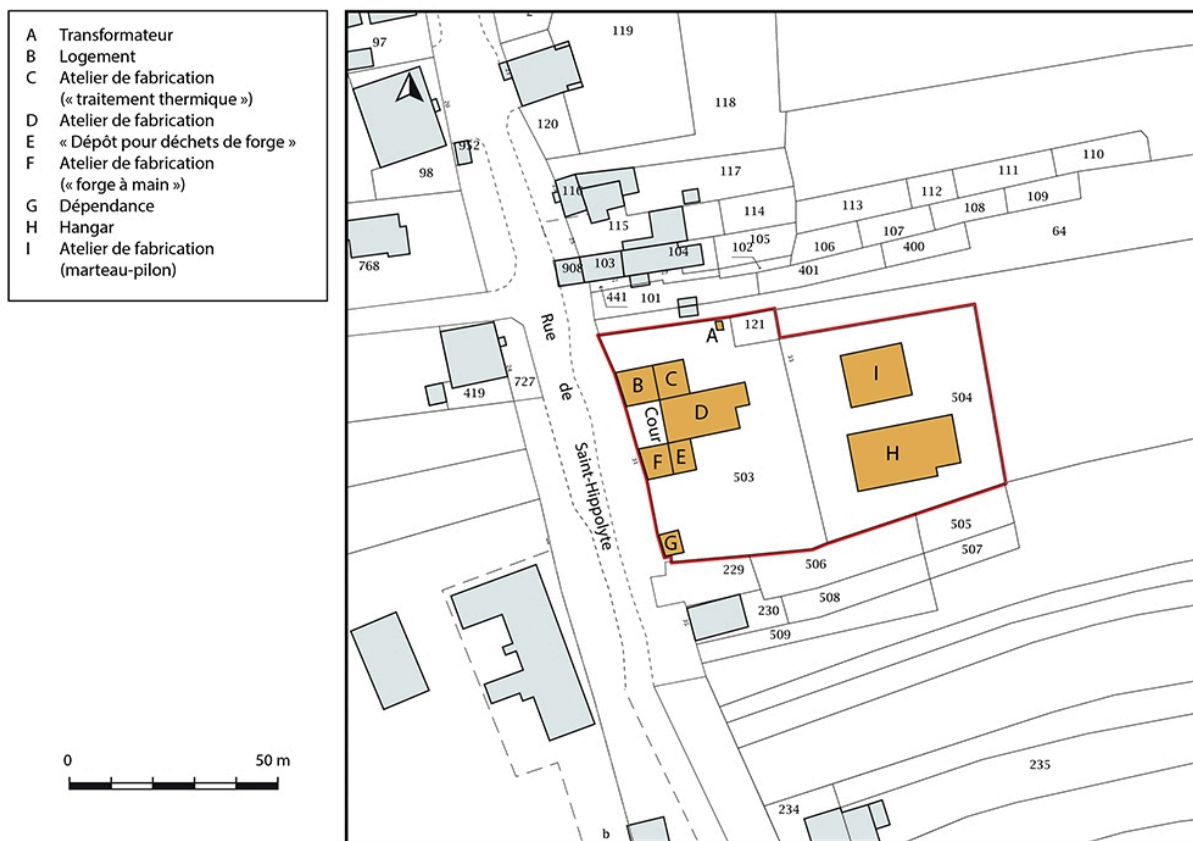 A Transformateur
B Logement
C Atelier de fabrication
(« traitement thermique »)
D Atelier de fabrication
E « Dépôt pour déchets de forge »
F Atelier de fabrication
(« forge à main »)
G Dépendance
H Hangar
I Atelier de fabrication
(marteau-pilon)
0 50 m
97
119
118
120
952
98
110
111
112
109
113
108
107
117
116
114
115
105
106
400
64
102
104
103
908
401
768
441
101
121
A
Rue
de
Saint-Hippolyte
B
C
D
Cour
E
F
G
I
H
504
503
727
419
505
507
506
229
508
230
509
235
234
b